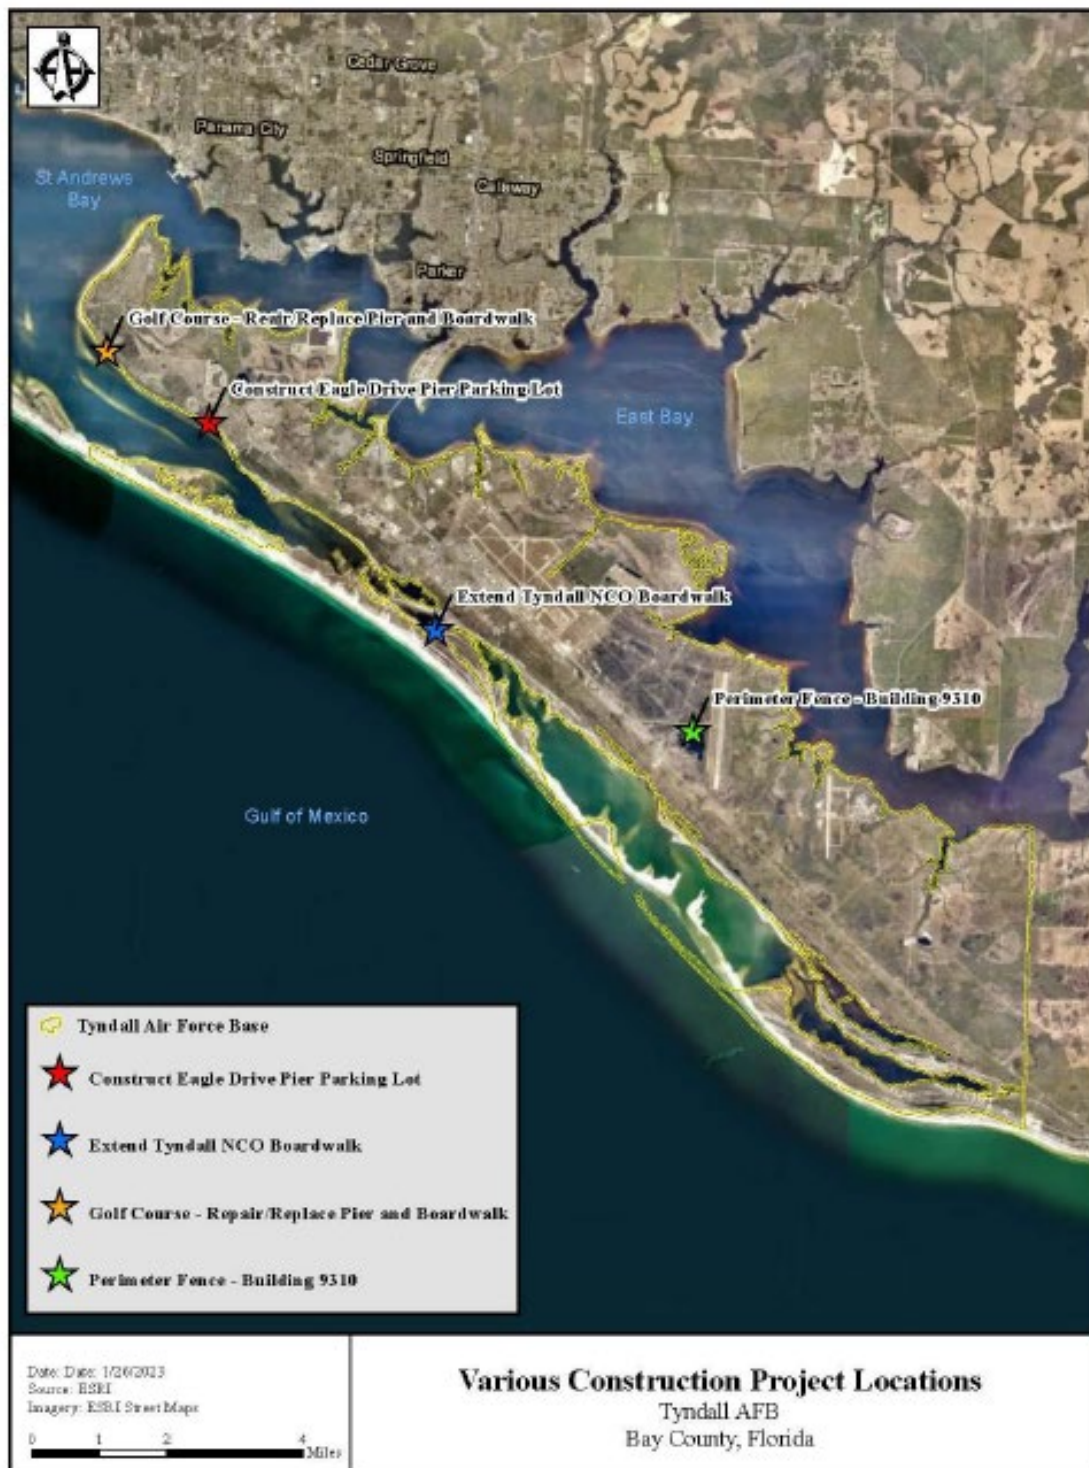 Cedar Grove
Panama City
Springfield
Callaway
St Andrews
Bay
Parker
Golf Course - Reair/Replace Pier and Boardwalk
Construct Eagle Drive Pier Parking Lot
East Bay
Extend Tyndall NCO Boardwalk
Perimeter Fence - Building 9310
Gulf of Mexico
Tyndall Air Force Base
Construct Eagle Drive Pier Parking Lot
Extend Tyndall NCO Boardwalk
Golf Course - Repair/Replace Pier and Boardwalk
Perimeter Fence - Building 9310
Date: Date: 1/26/2023
Source: ESRI
Imagery: ESRI Street Maps
0 1 2 4
Miles
Various Construction Project Locations
Tyndall AFB
Bay County, Florida